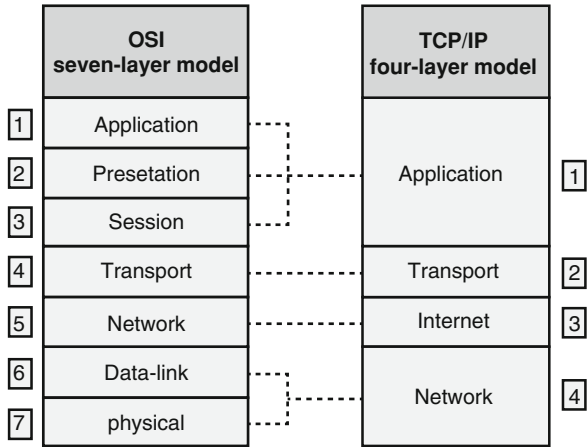 OSI
seven-layer model
TCP/IP
four-layer model
1 Application
2 Presetation
3 Session
4 Transport
5 Network
6 Data-link
7 physical
Application 1
Transport 2
Internet 3
Network 4